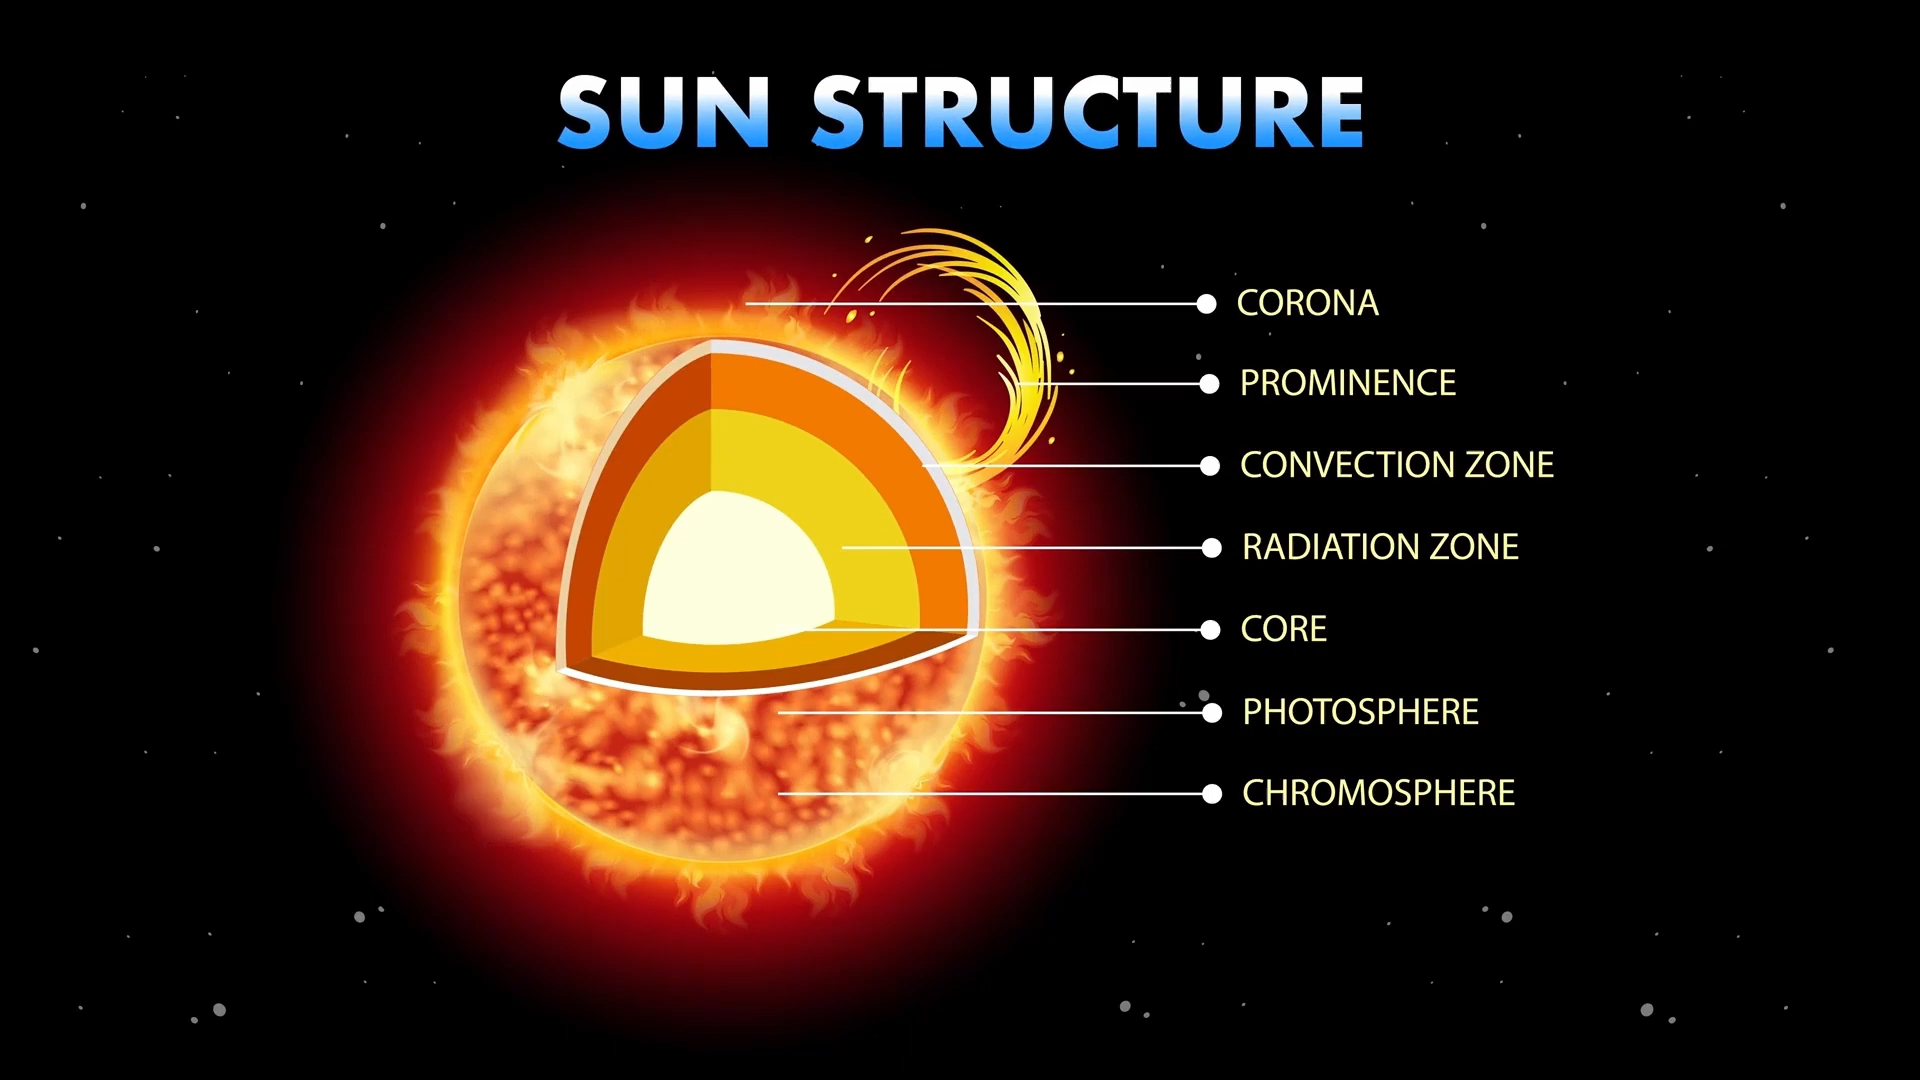 SUN STRUCTURE
CORONA
PROMINENCE
CONVECTION ZONE
RADIATION ZONE
CORE
PHOTOSPHERE
CHROMOSPHERE